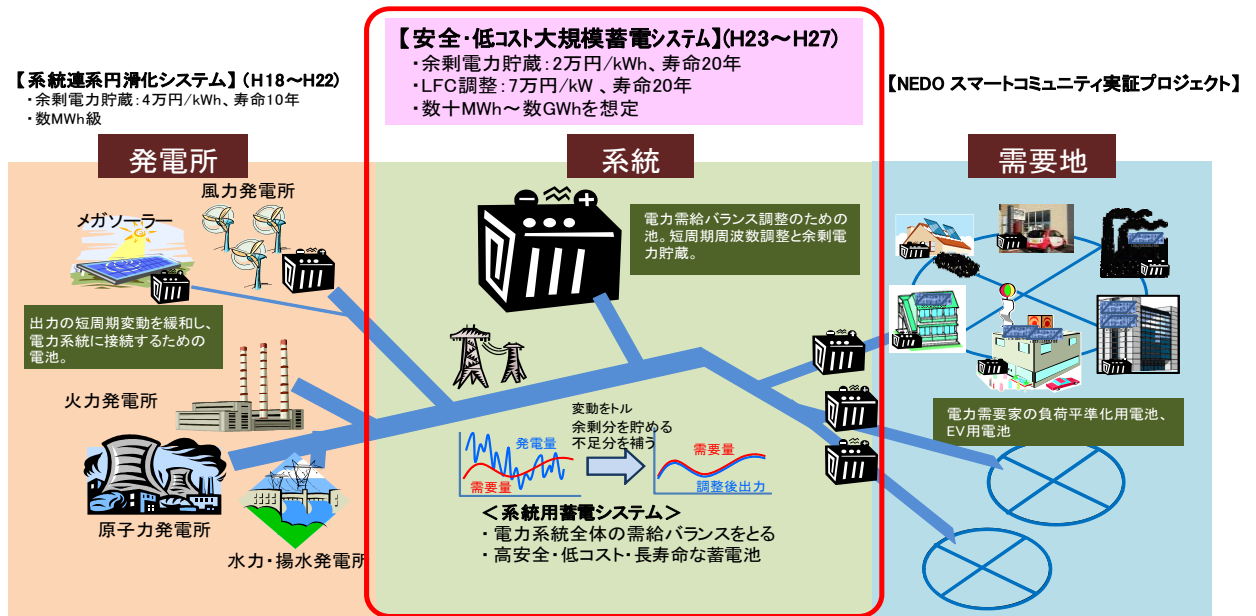 【安全・低コスト大規模蓄電システム】(H23～H27)
・余剰電力貯蔵：2万円/kWh、寿命20年
・LFC調整：7万円/kW 、寿命20年
・数十MWh～数GWhを想定
【系統連系円滑化システム】 (H18～H22)
・余剰電力貯蔵：4万円/kWh、寿命10年
・数MWh級
【NEDO スマートコミュニティ実証プロジェクト】
発電所
系統
需要地
風力発電所
メガソーラー
出力の短周期変動を緩和し、
電力系統に接続するための
電池。
火力発電所
原子力発電所
水力・揚水発電所
電力需給バランス調整のための
池。短周期周波数調整と余剰電
力貯蔵。
変動をトル
余剰分を貯める
不足分を補う
発電量
需要量
需要量
調整後出力
＜系統用蓄電システム＞
・電力系統全体の需給バランスをとる
・高安全・低コスト・長寿命な蓄電池
電力需要家の負荷平準化用電池、
EV用電池